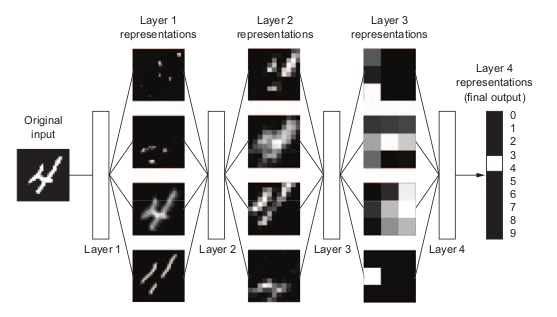 Layer 1
representations
Layer 2
representations
Layer 3
representations
Layer 4
representations
(final output)
Original
input
0
1
2
3
4
5
6
7
8
9
Layer 1
Layer 2
Layer 3
Layer 4